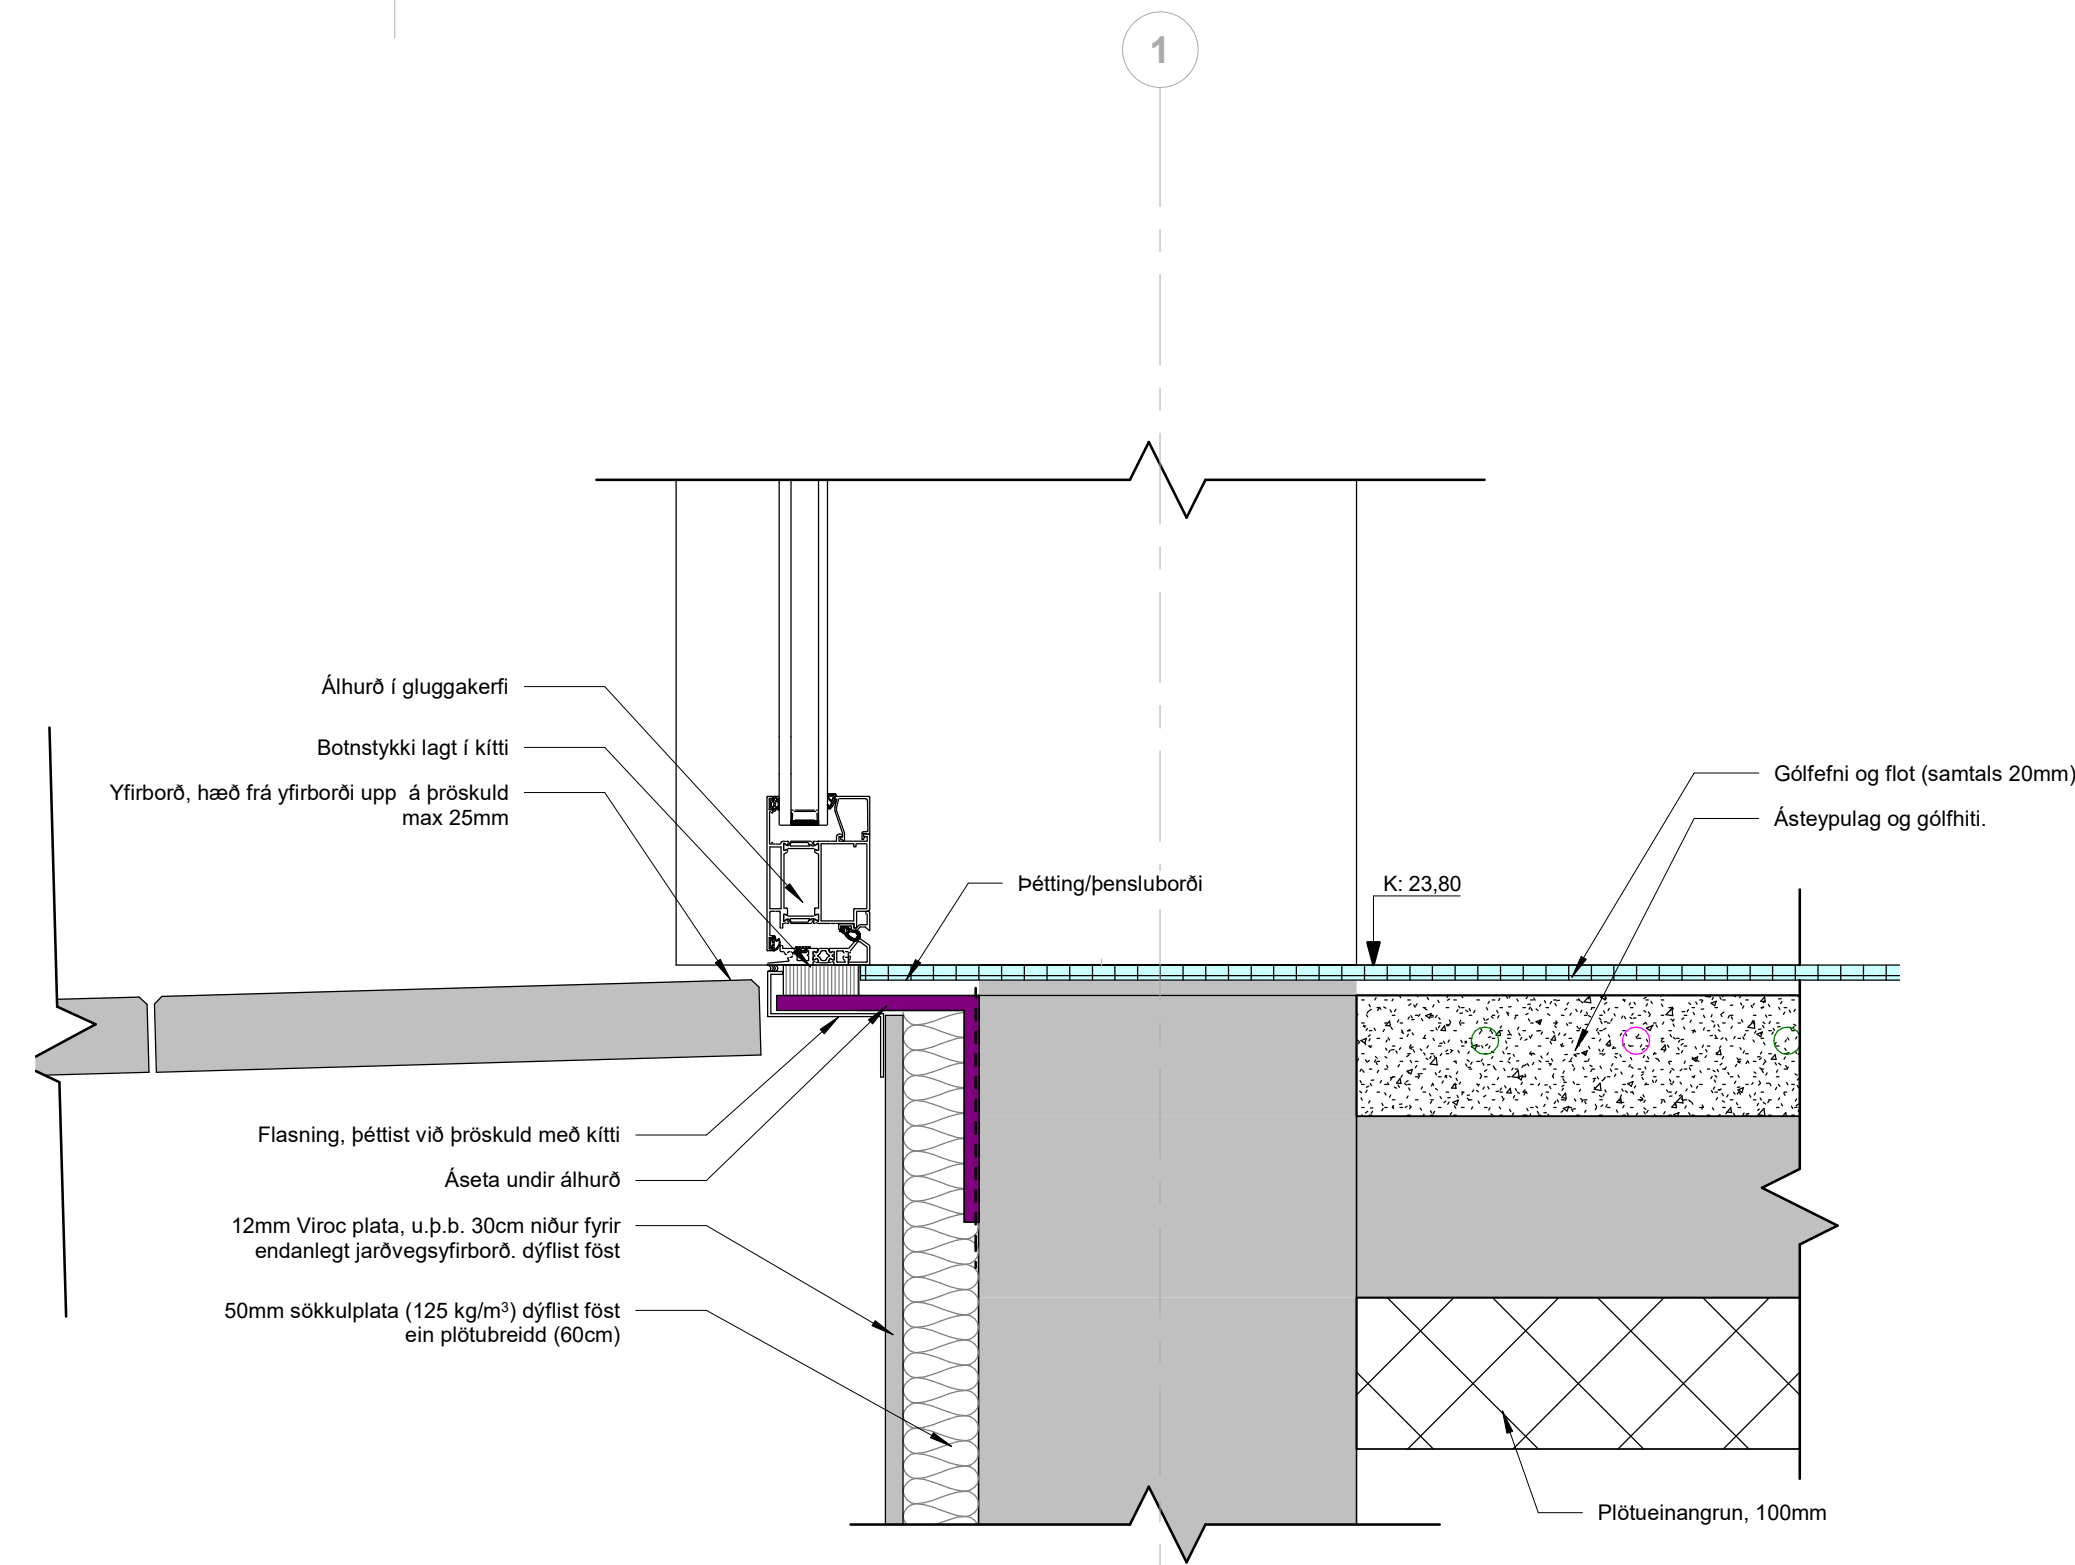 1
Álhurð í gluggakerfi
Botnstykki lagt í kítti
Yfirborð, hæð frá yfirborði upp á þröskuld
max 25mm
Gólfefni og flot (samtals 20mm)
Ásteypulag og gólfhiti.
Þétting/þensluborði
K: 23,80
Flasning, þéttist við þröskuld með kítti
Áseta undir álhurð
12mm Viroc plata, u.þ.b. 30cm niður fyrir
endanlegt jarðvegsyfirborð. dýflist föst
50mm sökkulplata (125 kg/m³) dýflist föst
ein plötubreidd (60cm)
Plötueinangrun, 100mm